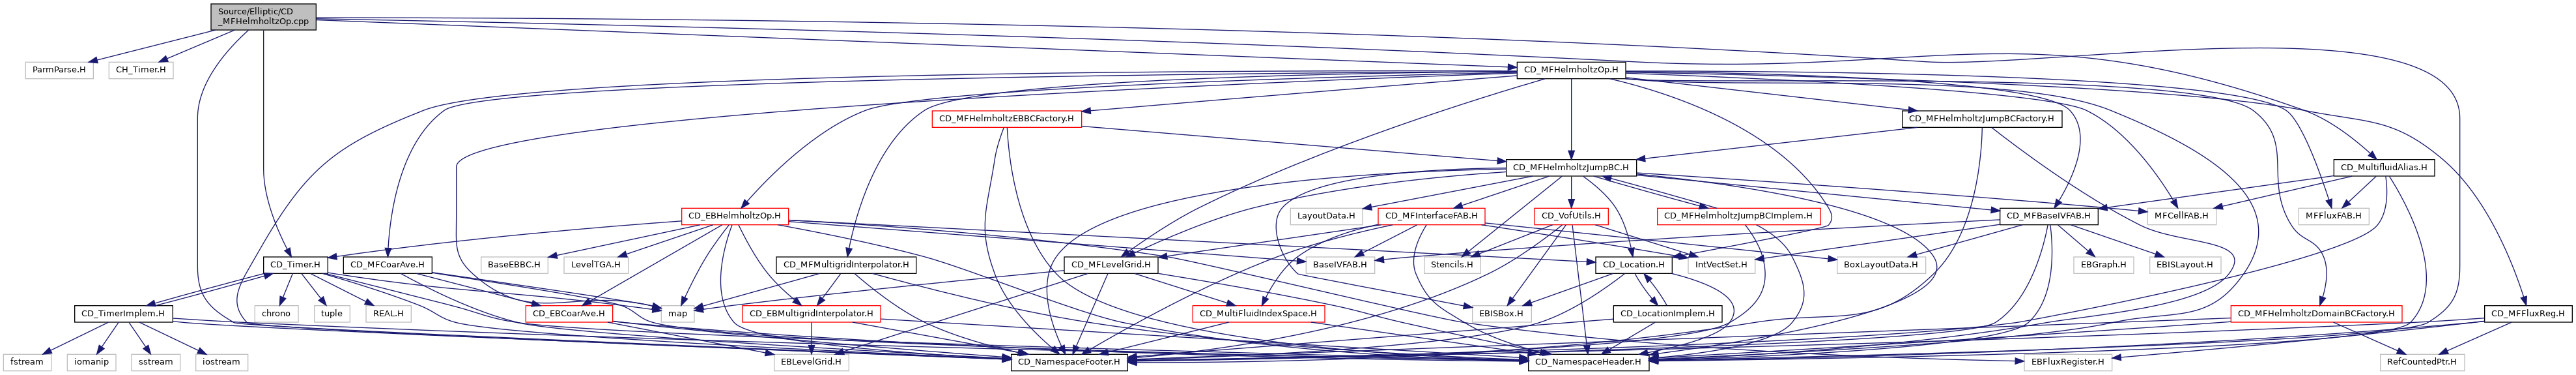 Source/Elliptic/CD
_MFHelmholtzOp.cpp
ParmParse.H
CH_Timer.H
CD_MFHelmholtzOp.H
CD_MFHelmholtzEBBCFactory.H
CD_MFHelmholtzJumpBCFactory.H
CD_MFHelmholtzJumpBC.H
CD_MultifluidAlias.H
CD_EBHelmholtzOp.H
LayoutData.H
CD_MFInterfaceFAB.H
CD_VofUtils.H
CD_MFHelmholtzJumpBCImplem.H
CD_MFBaseIVFAB.H
MFCellFAB.H
MFFluxFAB.H
CD_Timer.H
CD_MFCoarAve.H
BaseEBBC.H
LevelTGA.H
BaseIVFAB.H
CD_MFMultigridInterpolator.H
Stencils.H
CD_MFLevelGrid.H
CD_Location.H
IntVectSet.H
BoxLayoutData.H
EBGraph.H
EBISLayout.H
CD_TimerImplem.H
chrono
tuple
REAL.H
CD_EBCoarAve.H
map
CD_EBMultigridInterpolator.H
CD_MultiFluidIndexSpace.H
EBISBox.H
CD_LocationImplem.H
CD_MFHelmholtzDomainBCFactory.H
CD_MFFluxReg.H
fstream
iomanip
sstream
iostream
EBLevelGrid.H
CD_NamespaceFooter.H
CD_NamespaceHeader.H
EBFluxRegister.H
RefCountedPtr.H